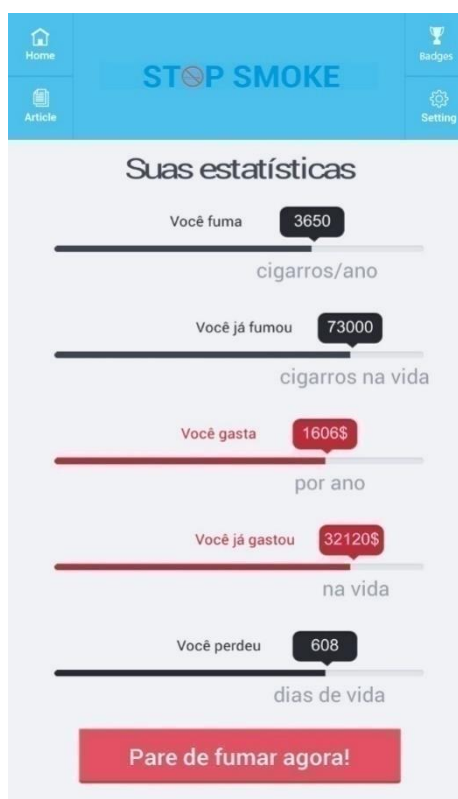 Home
Badges
STOP SMOKE
Article
Setting
Suas estatísticas
Você fuma 3650
cigarros/ano
Você já fumou 73000
cigarros na vida
Você gasta 1606$
por ano
Você já gastou 32120$
na vida
Você perdeu 608
dias de vida
Pare de fumar agora!